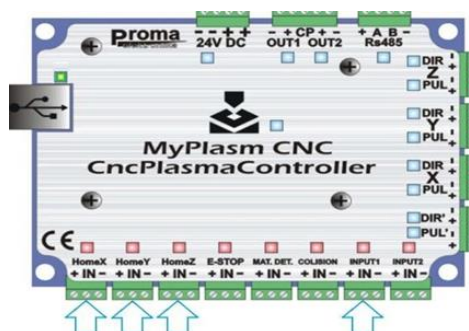 proma
- - + +
24V DC
- + CP + -
OUT1 OUT2
+ A B -
Rs485
DIR
Z
PUL
DIR
Y
PUL
DIR
X
PUL
DIR'
PUL'
MyPlasm CNC
CncPlasmaController
CE
HomeX HomeY HomeZ E-STOP MAT. DET. COLISION INPUT1 INPUT2
+ IN - + IN - + IN - + IN - + IN - + IN - + IN - + IN -